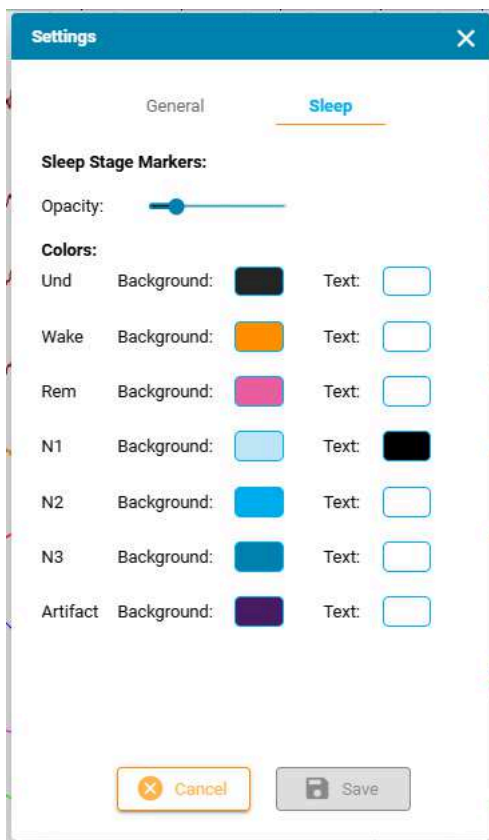 Settings
General Sleep
Sleep Stage Markers:
Opacity:
Colors:
Und Background: Text:
Wake Background: Text:
Rem Background: Text:
N1 Background: Text:
N2 Background: Text:
N3 Background: Text:
Artifact Background: Text:
Cancel Save